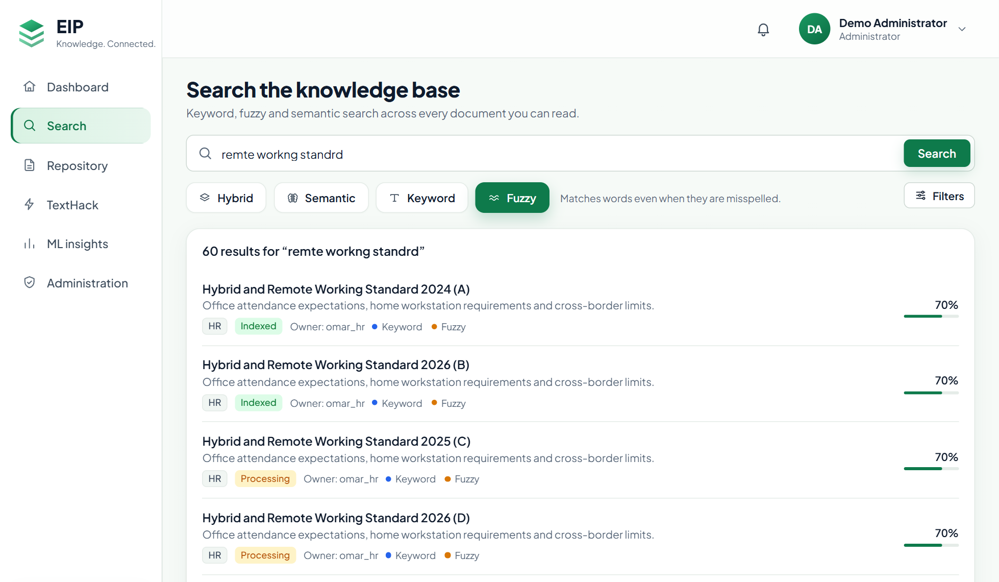 EIP
Knowledge. Connected.
DA
Demo Administrator
Administrator
Dashboard
Search
Repository
TextHack
ML insights
Administration
Search the knowledge base
Keyword, fuzzy and semantic search across every document you can read.
remte workng standrd
Search
Hybrid
Semantic
Keyword
Fuzzy
Matches words even when they are misspelled.
Filters
60 results for “remte workng standrd”
Hybrid and Remote Working Standard 2024 (A)
Office attendance expectations, home workstation requirements and cross-border limits.
70%
HR Indexed Owner: omar_hr Keyword Fuzzy
Hybrid and Remote Working Standard 2026 (B)
Office attendance expectations, home workstation requirements and cross-border limits.
70%
HR Indexed Owner: omar_hr Keyword Fuzzy
Hybrid and Remote Working Standard 2025 (C)
Office attendance expectations, home workstation requirements and cross-border limits.
70%
HR Processing Owner: omar_hr Keyword Fuzzy
Hybrid and Remote Working Standard 2026 (D)
Office attendance expectations, home workstation requirements and cross-border limits.
70%
HR Processing Owner: omar_hr Keyword Fuzzy